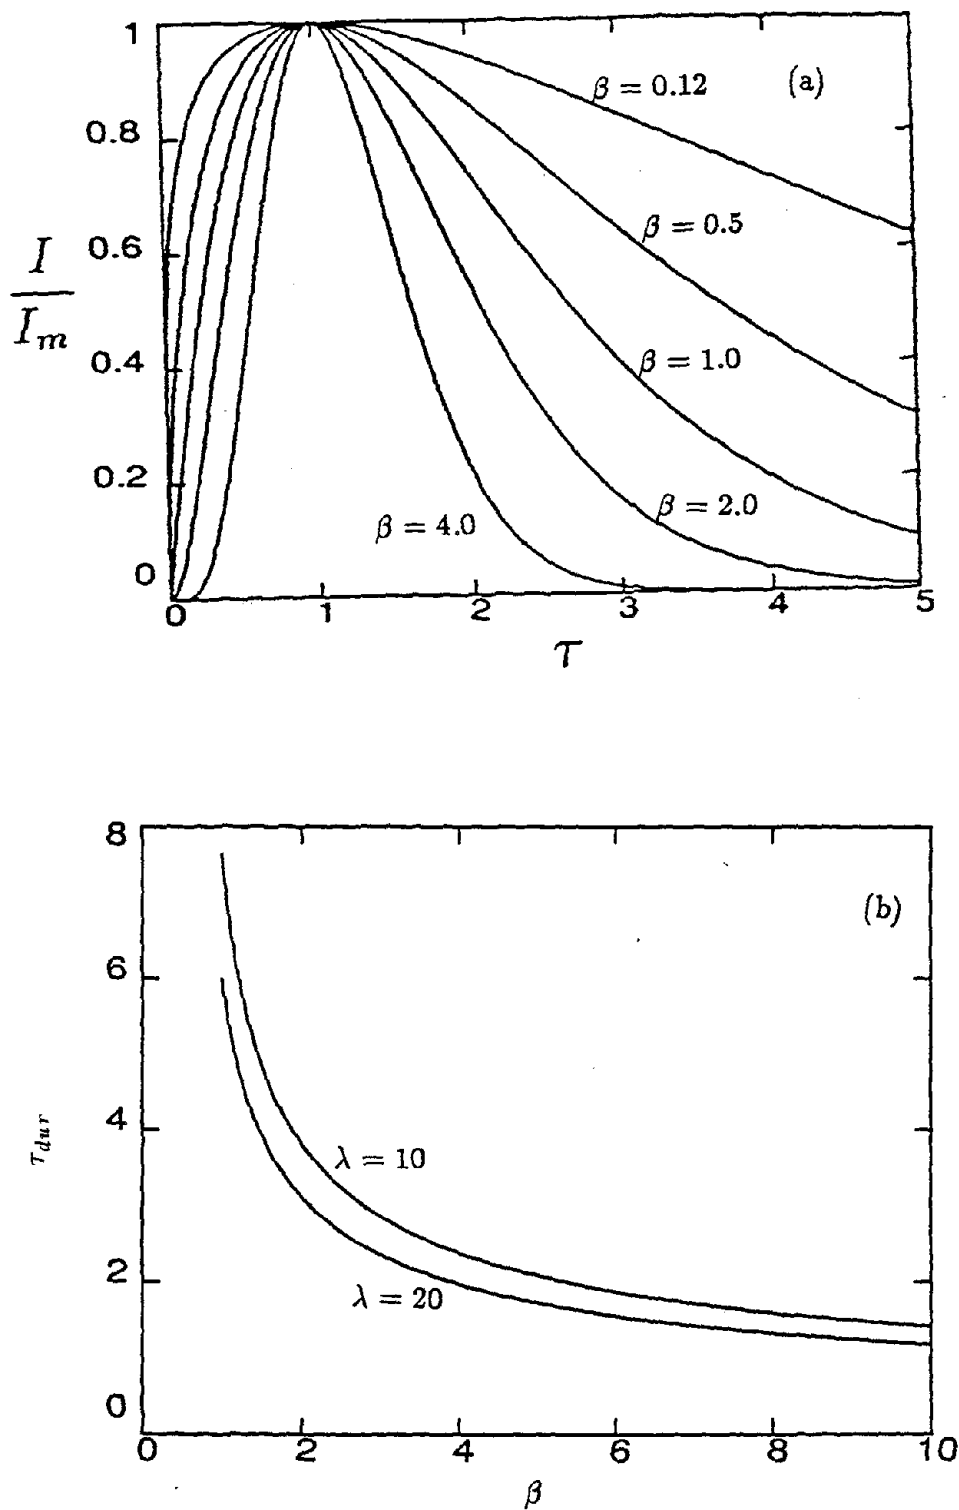 1
0.8
0.6
0.4
0.2
0
I
I_m
0 1 2 3 4 5
τ
(a)
β = 0.12
β = 0.5
β = 1.0
β = 2.0
β = 4.0
8
6
4
2
0
τ_dur
(b)
λ = 10
λ = 20
0 2 4 6 8 10
β